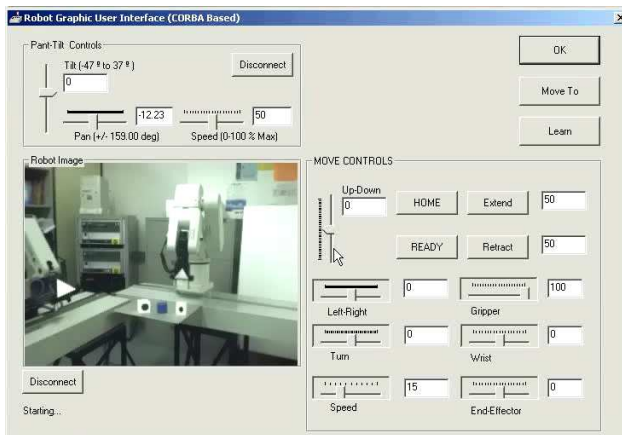 Robot Graphic User Interface (CORBA Based)
Pant-Tilt Controls
Tilt (-47 º to 37 º )
0
Disconnect
-12.23
50
Pan (+/- 159.00 deg)
Speed (0-100 % Max)
OK
Move To
Learn
Robot Image
Disconnect
Starting...
MOVE CONTROLS
Up-Down
0
HOME
Extend
50
READY
Retract
50
0
100
Left-Right
Gripper
0
0
Turn
Wrist
15
0
Speed
End-Effector